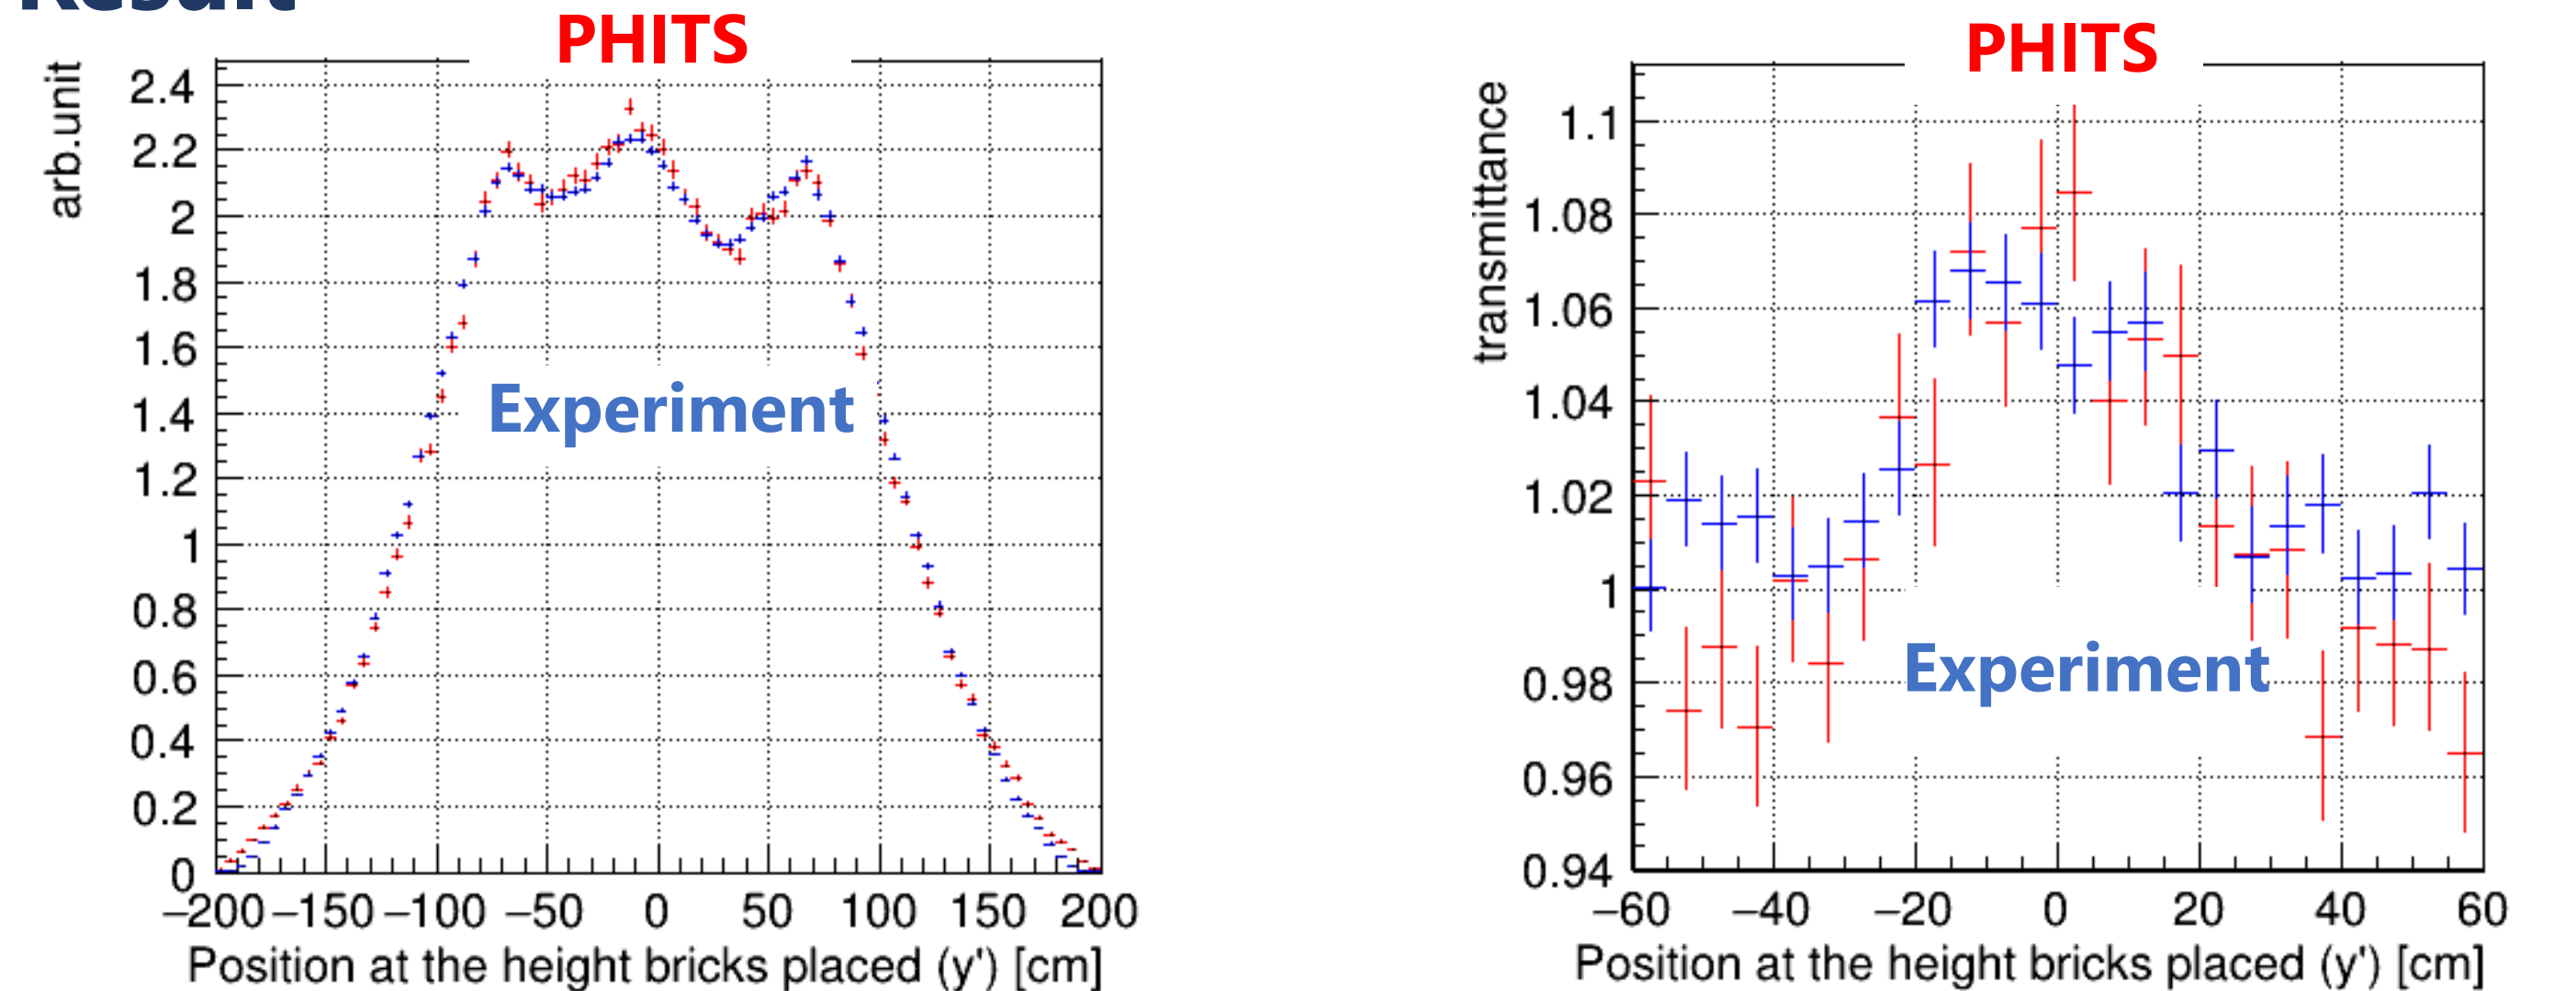 Result
PHITS
arb.unit
2.4
2.2
2
1.8
1.6
1.4
1.2
1
0.8
0.6
0.4
0.2
0
Experiment
−200 −150 −100 −50 0 50 100 150 200
Position at the height bricks placed (y') [cm]
PHITS
transmittance
1.1
1.08
1.06
1.04
1.02
1
0.98
0.96
0.94
Experiment
−60 −40 −20 0 20 40 60
Position at the height bricks placed (y') [cm]